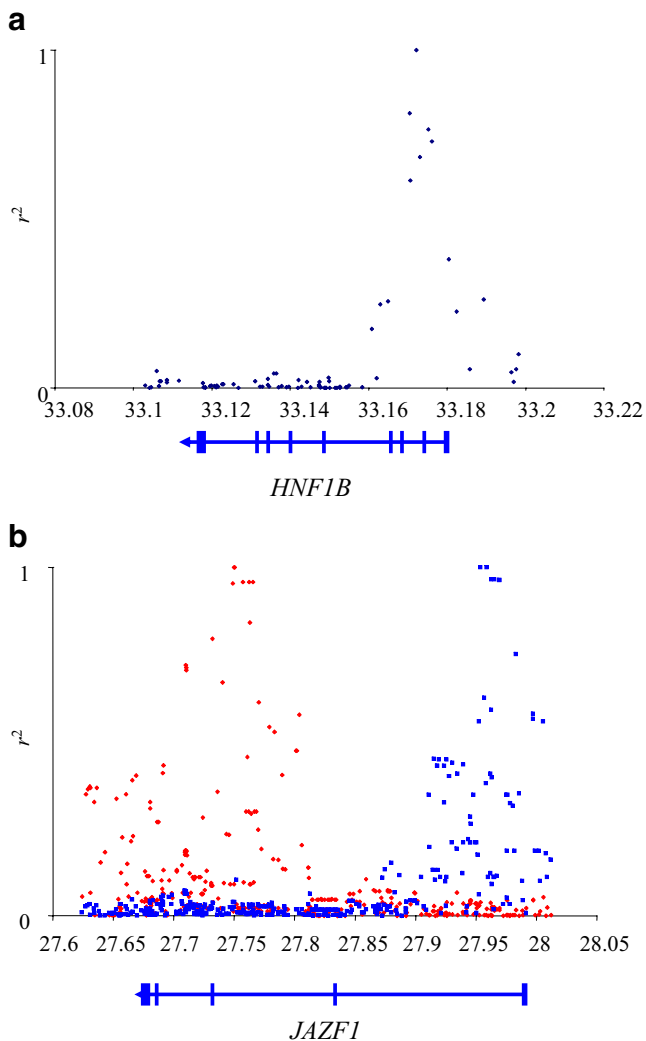 a
1
r²
0
33.08 33.1 33.12 33.14 33.16 33.18 33.2 33.22
HNF1B
b
1
r²
0
27.6 27.65 27.7 27.75 27.8 27.85 27.9 27.95 28 28.05
JAZF1